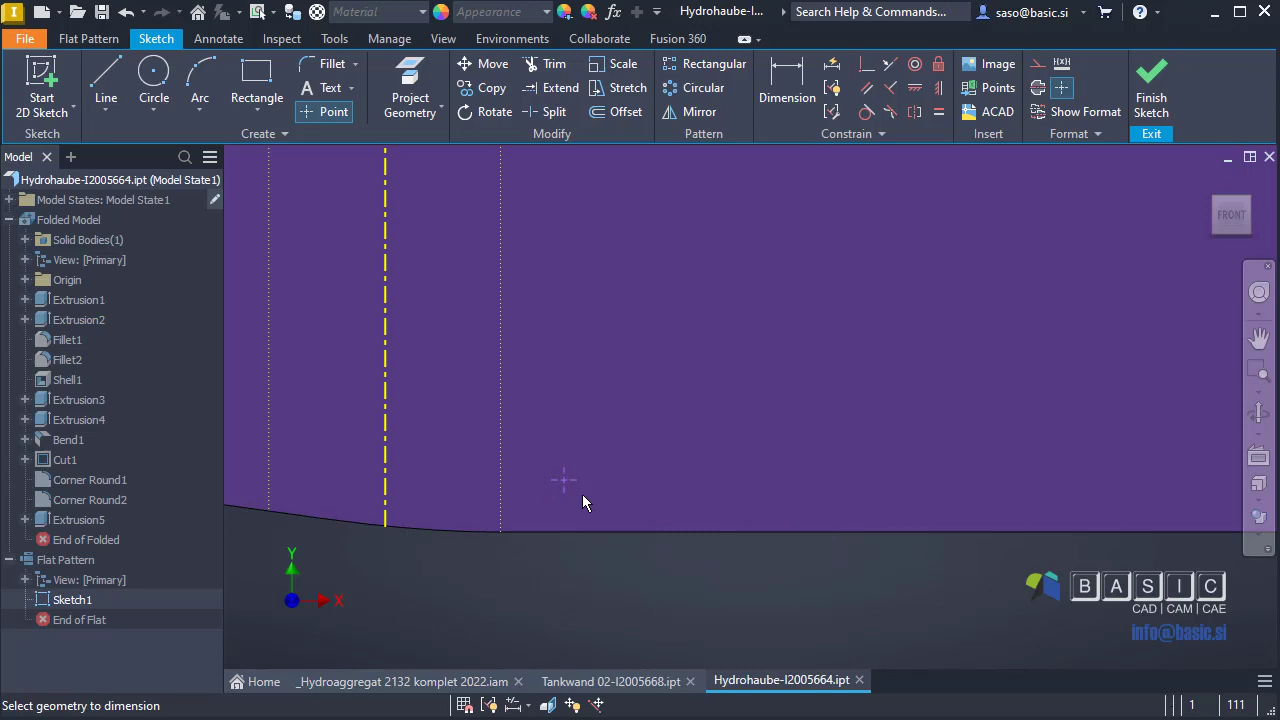 Material
Appearance
Hydrohaube-I...
Search Help & Commands...
saso@basic.si
File
Flat Pattern
Sketch
Annotate
Inspect
Tools
Manage
View
Environments
Collaborate
Fusion 360
Start
2D Sketch
Line
Circle
Arc
Rectangle
Fillet
Text
Point
Project
Geometry
Move
Copy
Rotate
Trim
Extend
Split
Scale
Stretch
Offset
Rectangular
Circular
Mirror
Dimension
Image
Points
ACAD
Show Format
Finish
Sketch
Sketch
Create
Modify
Pattern
Constrain
Insert
Format
Exit
Model
Hydrohaube-I2005664.ipt (Model State1)
Model States: Model State1
Folded Model
Solid Bodies(1)
View: [Primary]
Origin
Extrusion1
Extrusion2
Fillet1
Fillet2
Shell1
Extrusion3
Extrusion4
Bend1
Cut1
Corner Round1
Corner Round2
Extrusion5
End of Folded
Flat Pattern
View: [Primary]
Sketch1
End of Flat
FRONT
Y
X
BASIC
CAD | CAM | CAE
info@basic.si
Home
_Hydroaggregat 2132 komplet 2022.iam
Tankwand 02-I2005668.ipt
Hydrohaube-I2005664.ipt
Select geometry to dimension
1
111